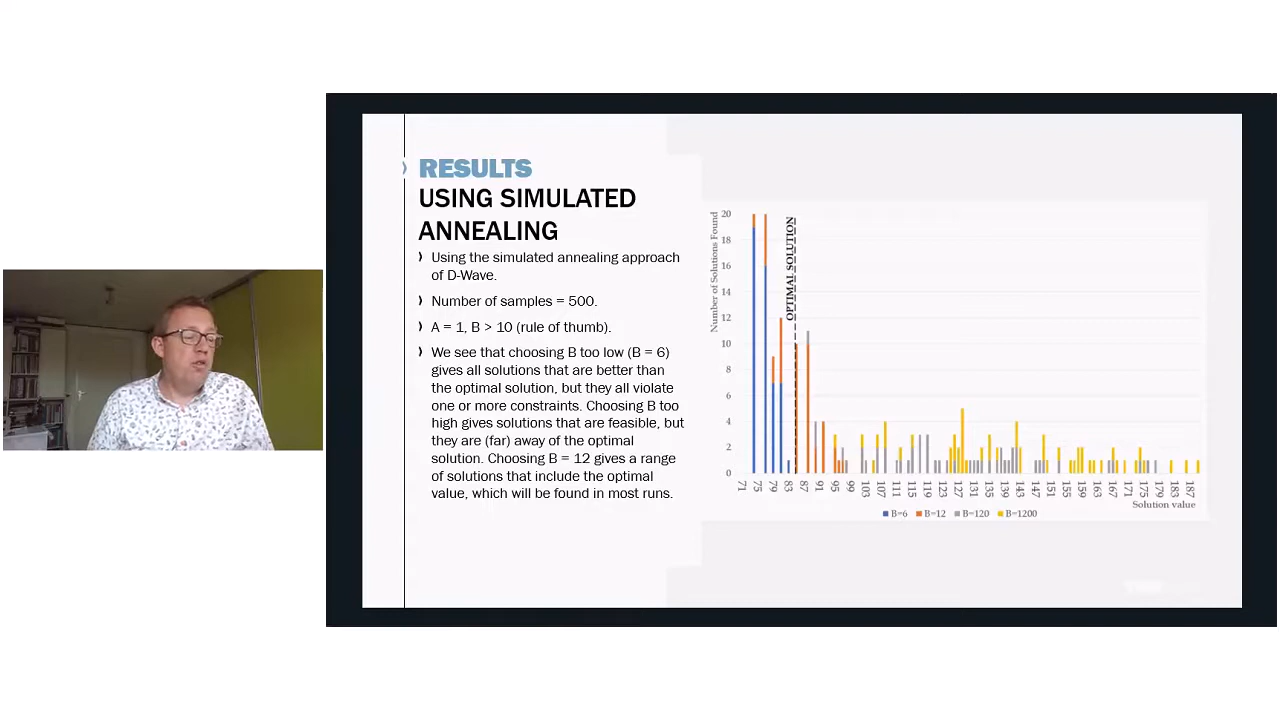 RESULTS
USING SIMULATED
ANNEALING
Using the simulated annealing approach
of D-Wave.
Number of samples = 500.
A = 1, B > 10 (rule of thumb).
We see that choosing B too low (B = 6)
gives all solutions that are better than
the optimal solution, but they all violate
one or more constraints. Choosing B too
high gives solutions that are feasible, but
they are (far) away of the optimal
solution. Choosing B = 12 gives a range
of solutions that include the optimal
value, which will be found in most runs.
Number of Solutions Found
20
18
16
14
12
10
8
6
4
2
0
OPTIMAL SOLUTION
71 75 79 83 87 91 95 99 103 107 111 115 119 123 127 131 135 139 143 147 151 155 159 163 167 171 175 179 183 187
Solution value
B=6 B=12 B=120 B=1200